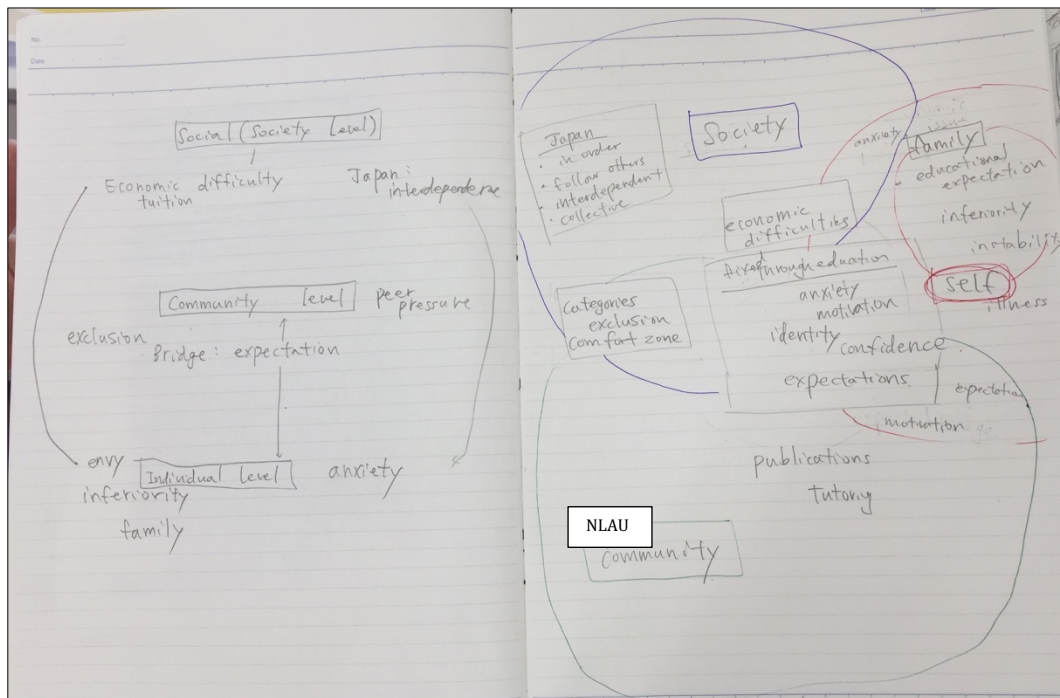 No.
Date
Social (Society Level)
Economic difficulty
tuition
Japan:
interdependence
Community level
peer
pressure
exclusion
Bridge: expectation
envy
Individual Level
anxiety
inferiority
family
Society
Japan
· in order
· follow others
· interdependent
· collective
anxiety
family
· educational
expectation
inferiority
instability
self
illness
economic
difficulties
through education
anxiety
motivation
identity
confidence
expectations
Categories
exclusion
Comfort zone
motivation
publications
NLAU
Community